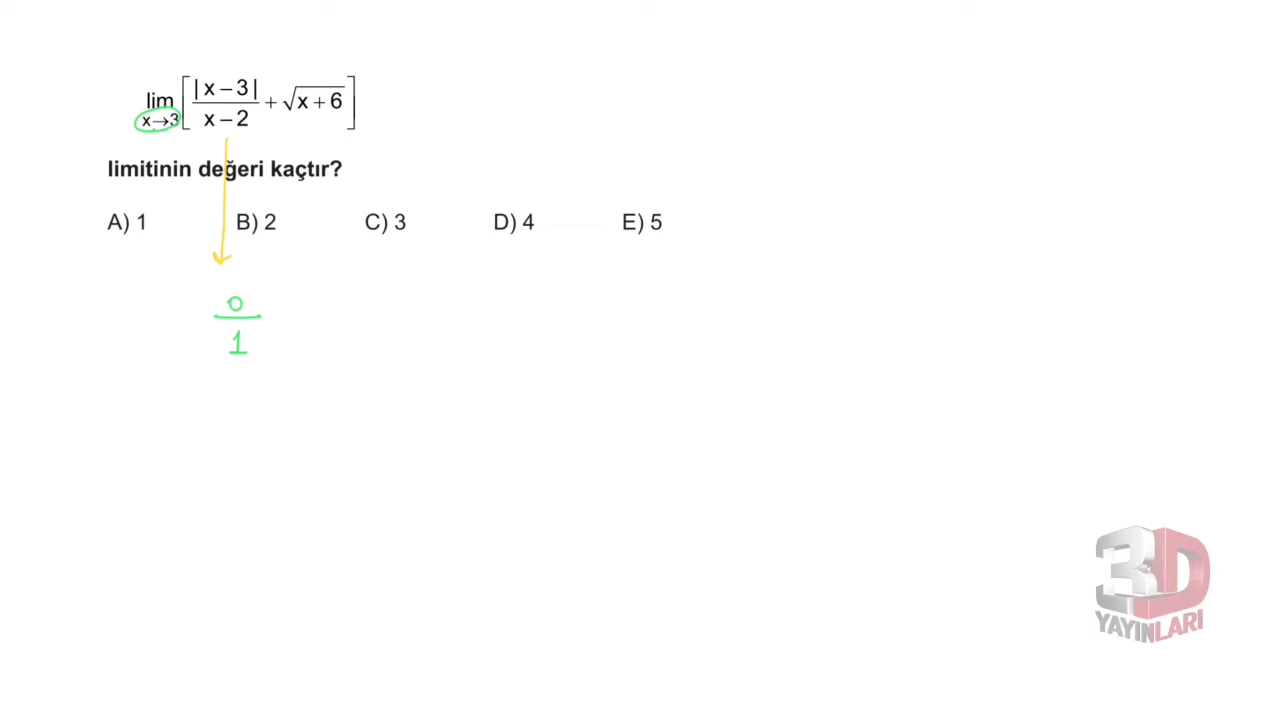 lim x→3 [ |x − 3| / x − 2 + √x + 6 ]
limitinin değeri kaçtır?
A) 1 B) 2 C) 3 D) 4 E) 5
0
1
3D
YAYINLARI